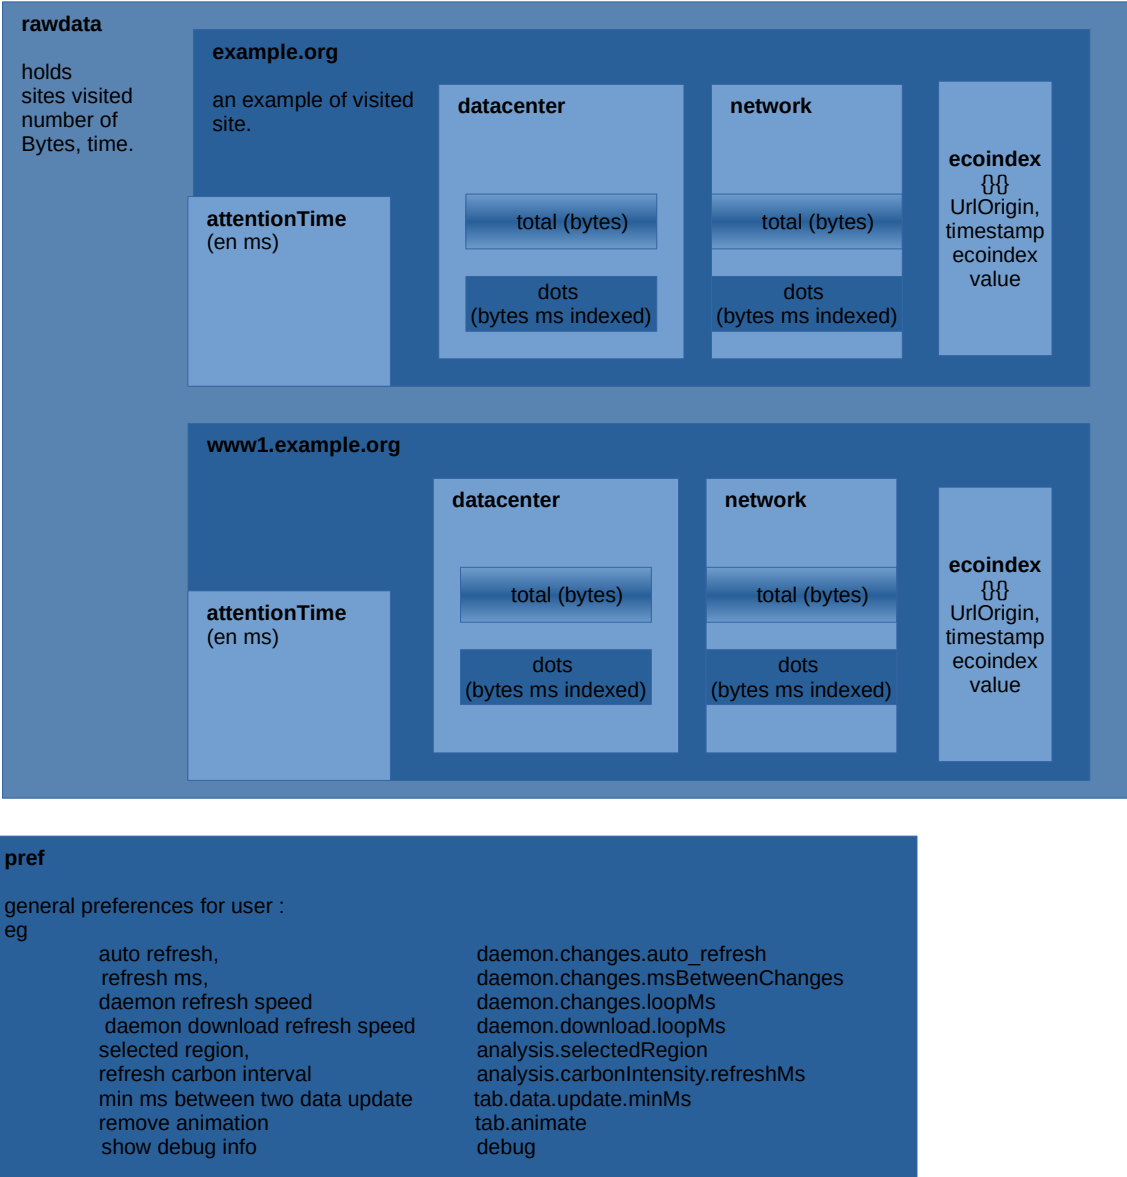 rawdata
holds
sites visited
number of
Bytes, time.
example.org
an example of visited
site.
attentionTime
(en ms)
datacenter
total (bytes)
dots
(bytes ms indexed)
network
total (bytes)
dots
(bytes ms indexed)
ecoindex
{}{}
UrlOrigin,
timestamp
ecoindex
value
www1.example.org
attentionTime
(en ms)
datacenter
total (bytes)
dots
(bytes ms indexed)
network
total (bytes)
dots
(bytes ms indexed)
ecoindex
{}{}
UrlOrigin,
timestamp
ecoindex
value
pref
general preferences for user :
eg
auto refresh, daemon.changes.auto_refresh
refresh ms, daemon.changes.msBetweenChanges
daemon refresh speed daemon.changes.loopMs
daemon download refresh speed daemon.download.loopMs
selected region, analysis.selectedRegion
refresh carbon interval analysis.carbonIntensity.refreshMs
min ms between two data update tab.data.update.minMs
remove animation tab.animate
show debug info debug